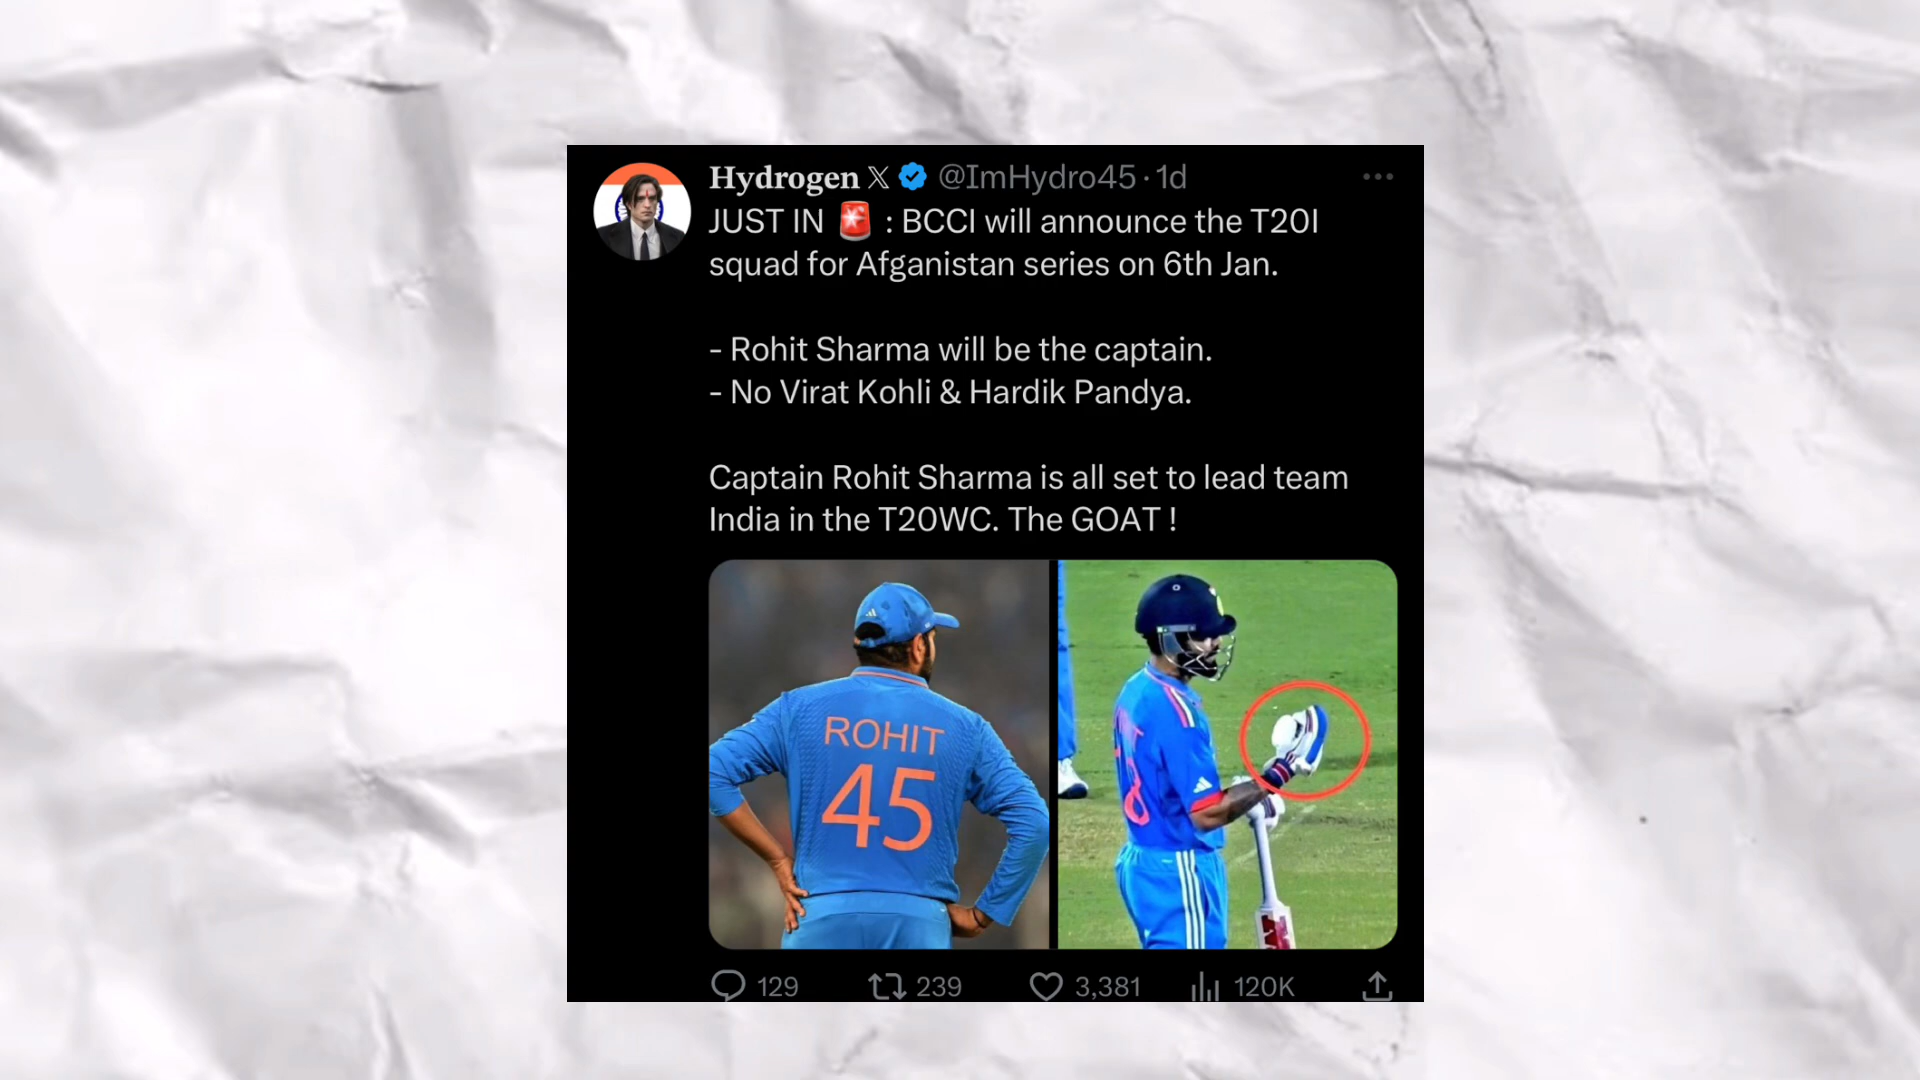 Hydrogen 𝕏 @ImHydro45 · 1d
JUST IN 🚨 : BCCI will announce the T20I
squad for Afganistan series on 6th Jan.
- Rohit Sharma will be the captain.
- No Virat Kohli & Hardik Pandya.
Captain Rohit Sharma is all set to lead team
India in the T20WC. The GOAT !
ROHIT
45
129 239 3,381 120K